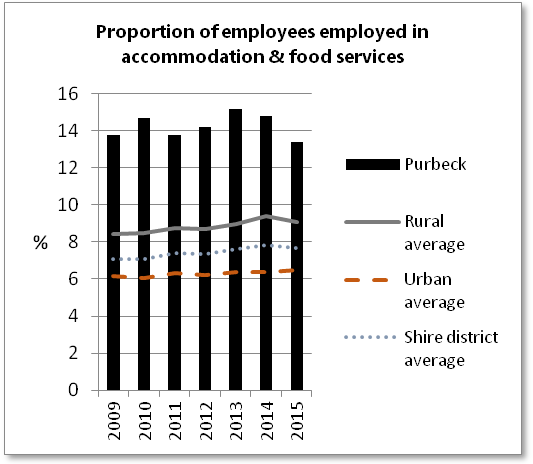 Proportion of employees employed in
accommodation & food services
16
14
12
10
8
6
4
2
0
%
2009
2010
2011
2012
2013
2014
2015
Purbeck
Rural
average
Urban
average
Shire district
average